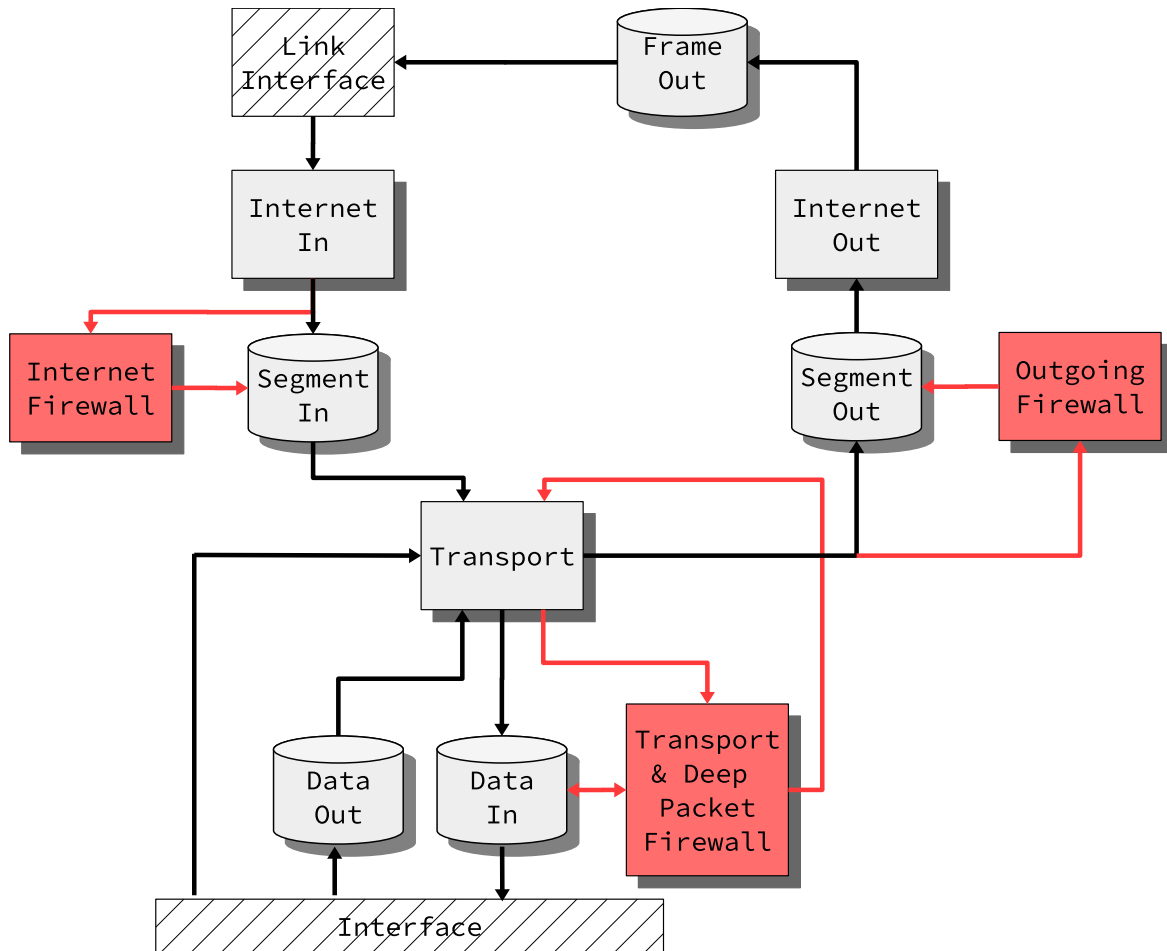 Link
Interface
Frame
Out
Internet
In
Internet
Out
Internet
Firewall
Segment
In
Segment
Out
Outgoing
Firewall
Transport
Data
Out
Data
In
Transport
& Deep
Packet
Firewall
Interface